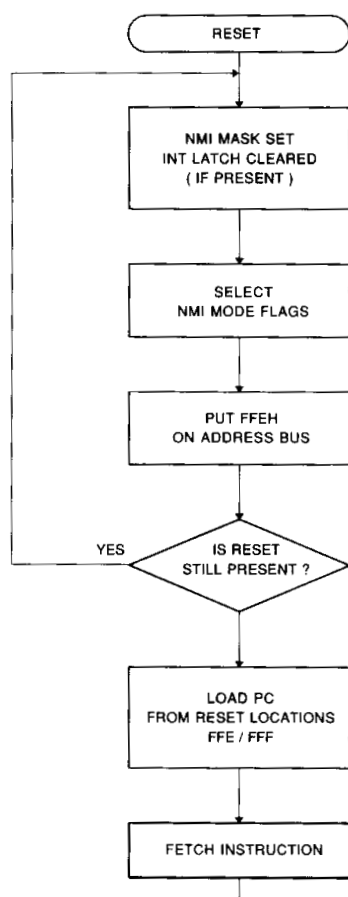 RESET
NMI MASK SET
INT LATCH CLEARED
( IF PRESENT )
SELECT
NMI MODE FLAGS
PUT FFEH
ON ADDRESS BUS
YES
IS RESET
STILL PRESENT ?
LOAD PC
FROM RESET LOCATIONS
FFE / FFF
FETCH INSTRUCTION